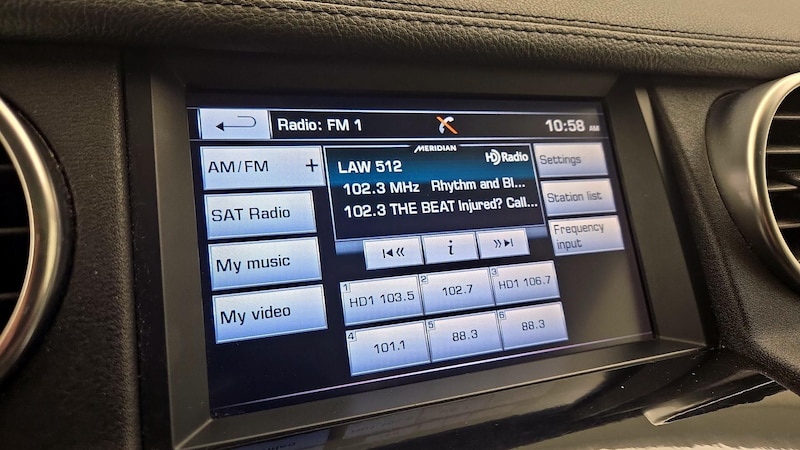 Radio: FM 1
10:58 AM
AM/FM +
SAT Radio
My music
My video
MERIDIAN
HD Radio
LAW 512
102.3 MHz Rhythm and Bl...
102.3 THE BEAT Injured? Call...
i
Settings
Station list
Frequency
input
1 HD1 103.5
2 102.7
3 HD1 106.7
4 101.1
5 88.3
6 88.3